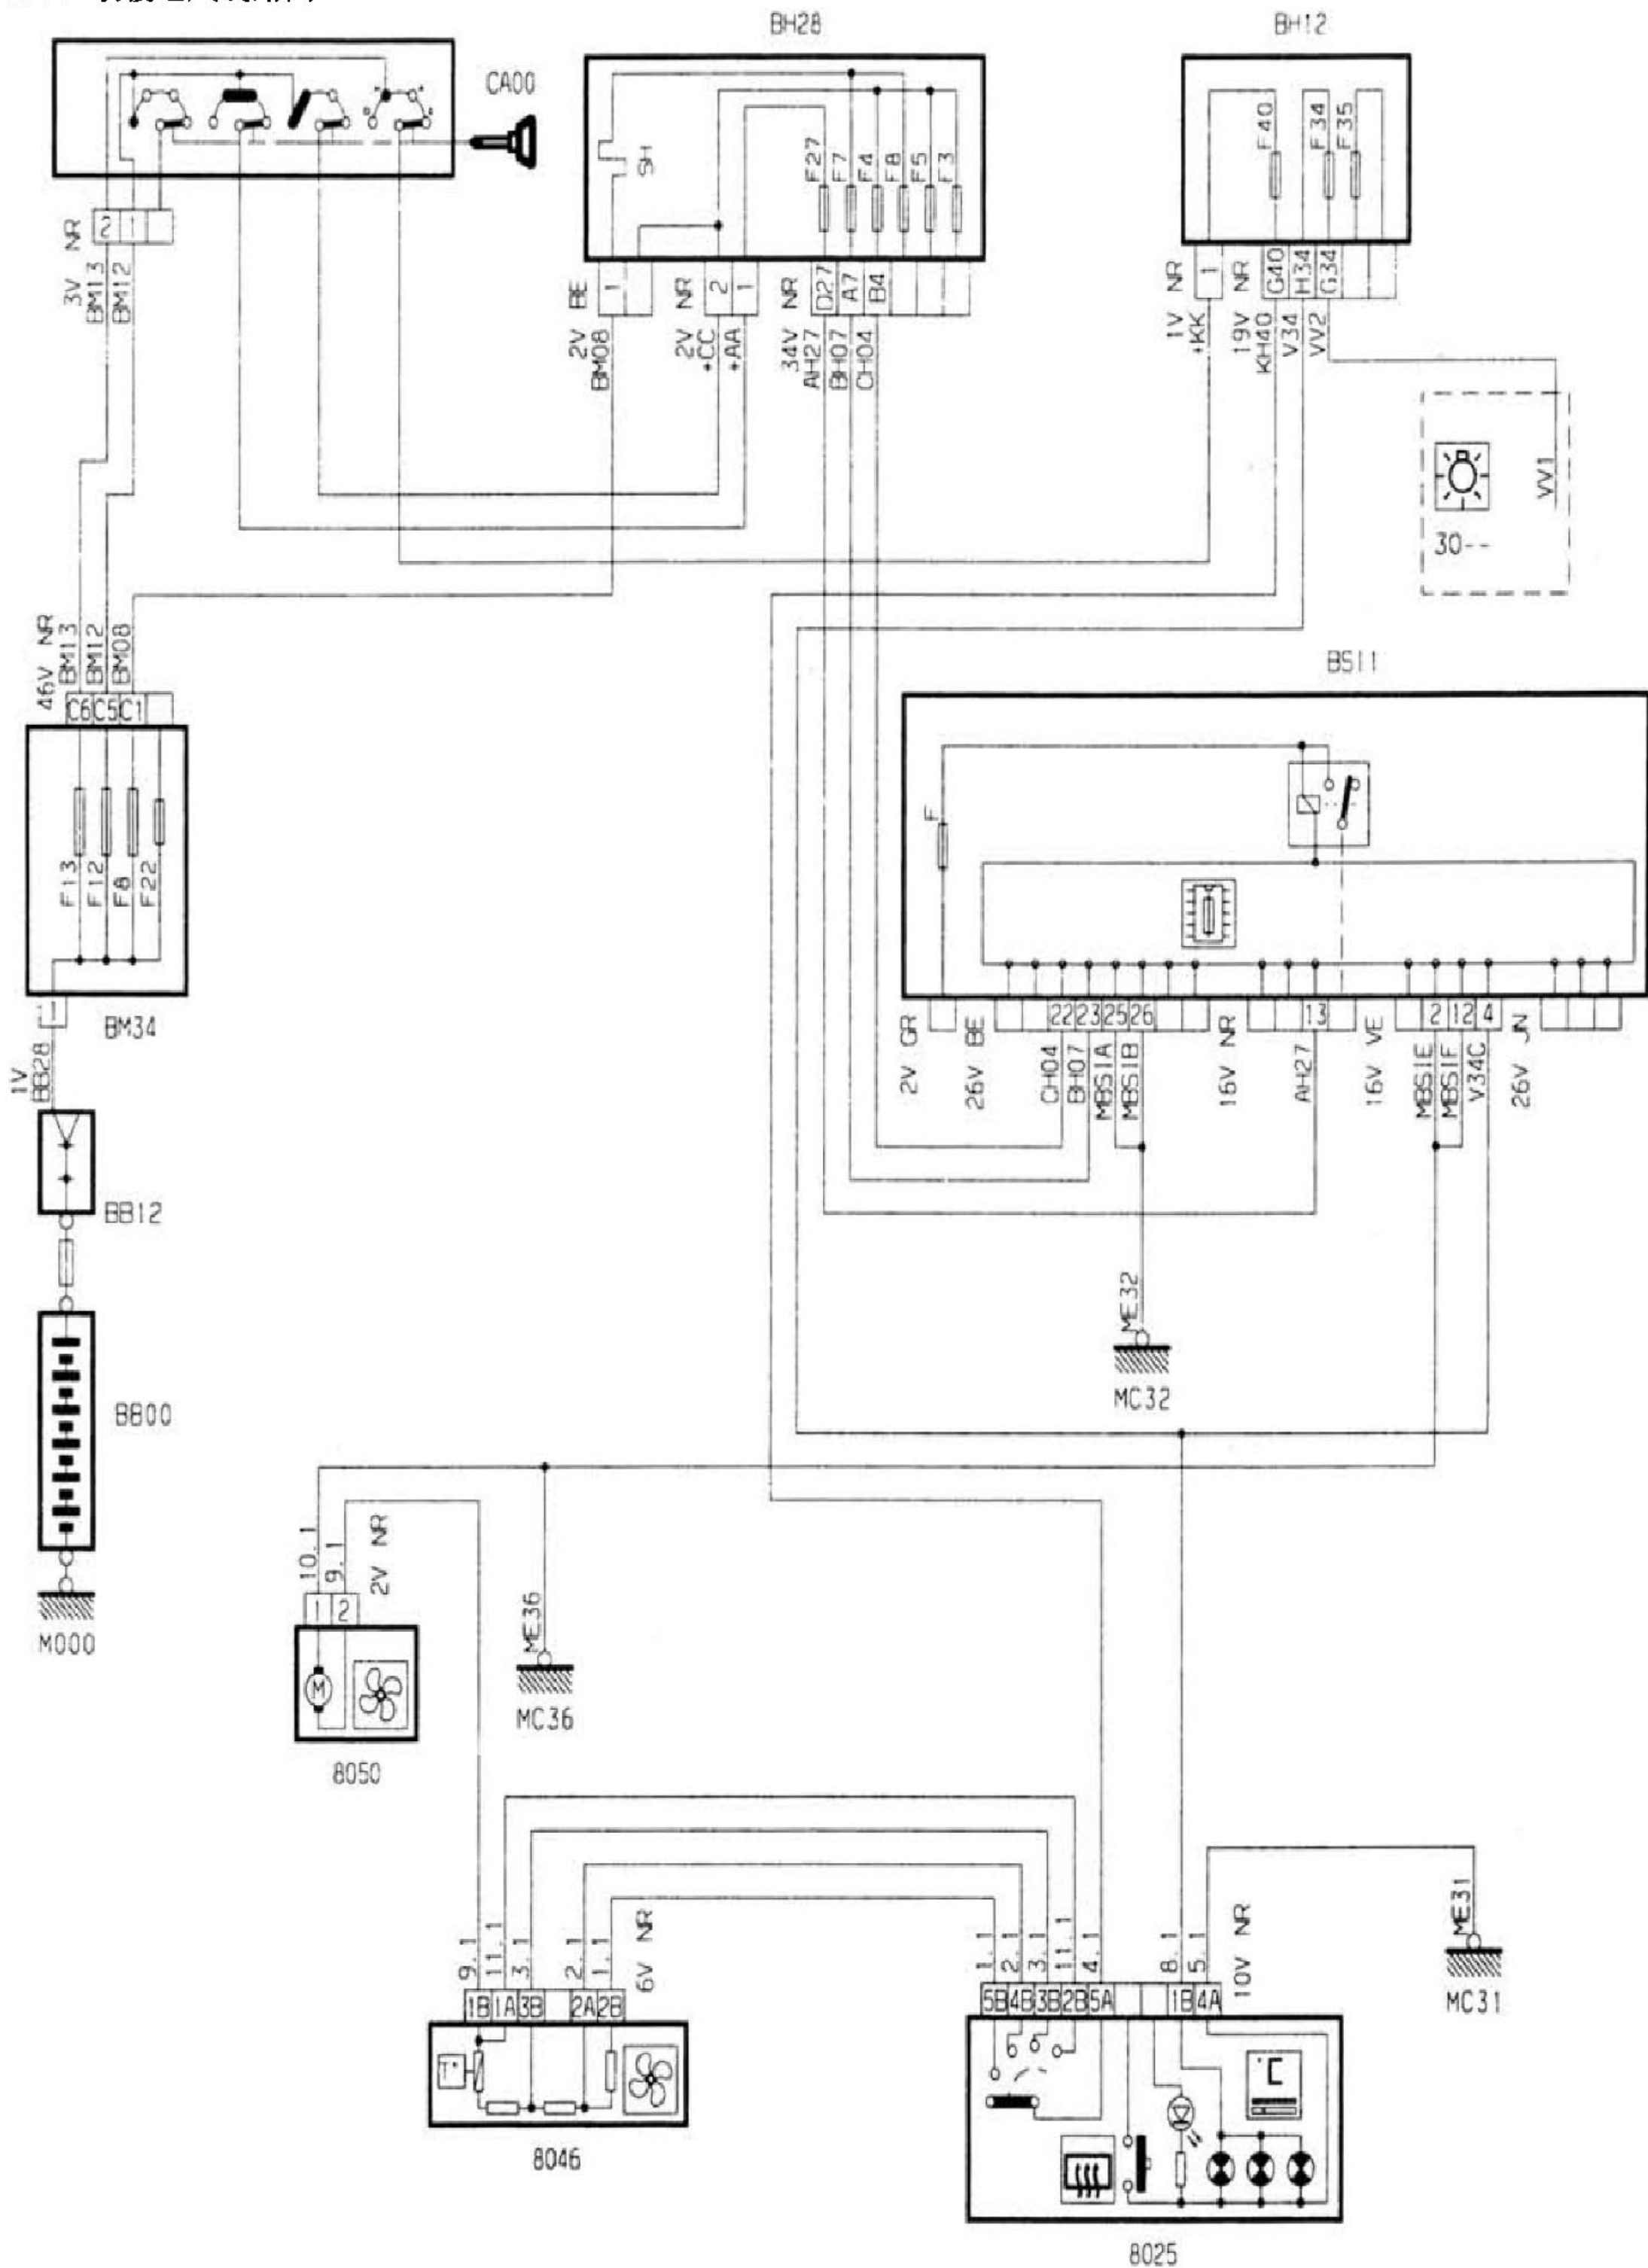 BH28
BH12
CA00
SH
F27
F7
F4
F8
F5
F3
F40
F34
F35
3V NR
2
1
BM13
BM12
2V BE
1
BM08
2V NR
2
1
+CC
+AA
34V NR
D27
A7
B4
AH27
BH07
CH04
1V NR
1
+KK
19V NR
G40
H34
G34
KH40
V34
VV2
30--
VV1
46V NR
BM13
BM12
BM08
C6
C5
C1
F13
F12
F8
F22
1
BM34
1V
BB28
BB12
BB00
M000
BSI1
F
2V GR
26V BE
22
23
25
26
CH04
BH07
MBS1A
MBS1B
16V NR
13
AH27
16V VE
2
12
4
MBS1E
MBS1F
V34C
26V JN
ME32
MC32
10.1
9.1
2V NR
1
2
M
8050
ME36
MC36
9.1
11.1
3.1
2.1
1.1
6V NR
1B
1A
3B
2A
2B
T°
8046
1.1
2.1
3.1
11.1
4.1
8.1
5.1
10V NR
5B
4B
3B
2B
5A
1B
4A
°C
8025
ME31
MC31